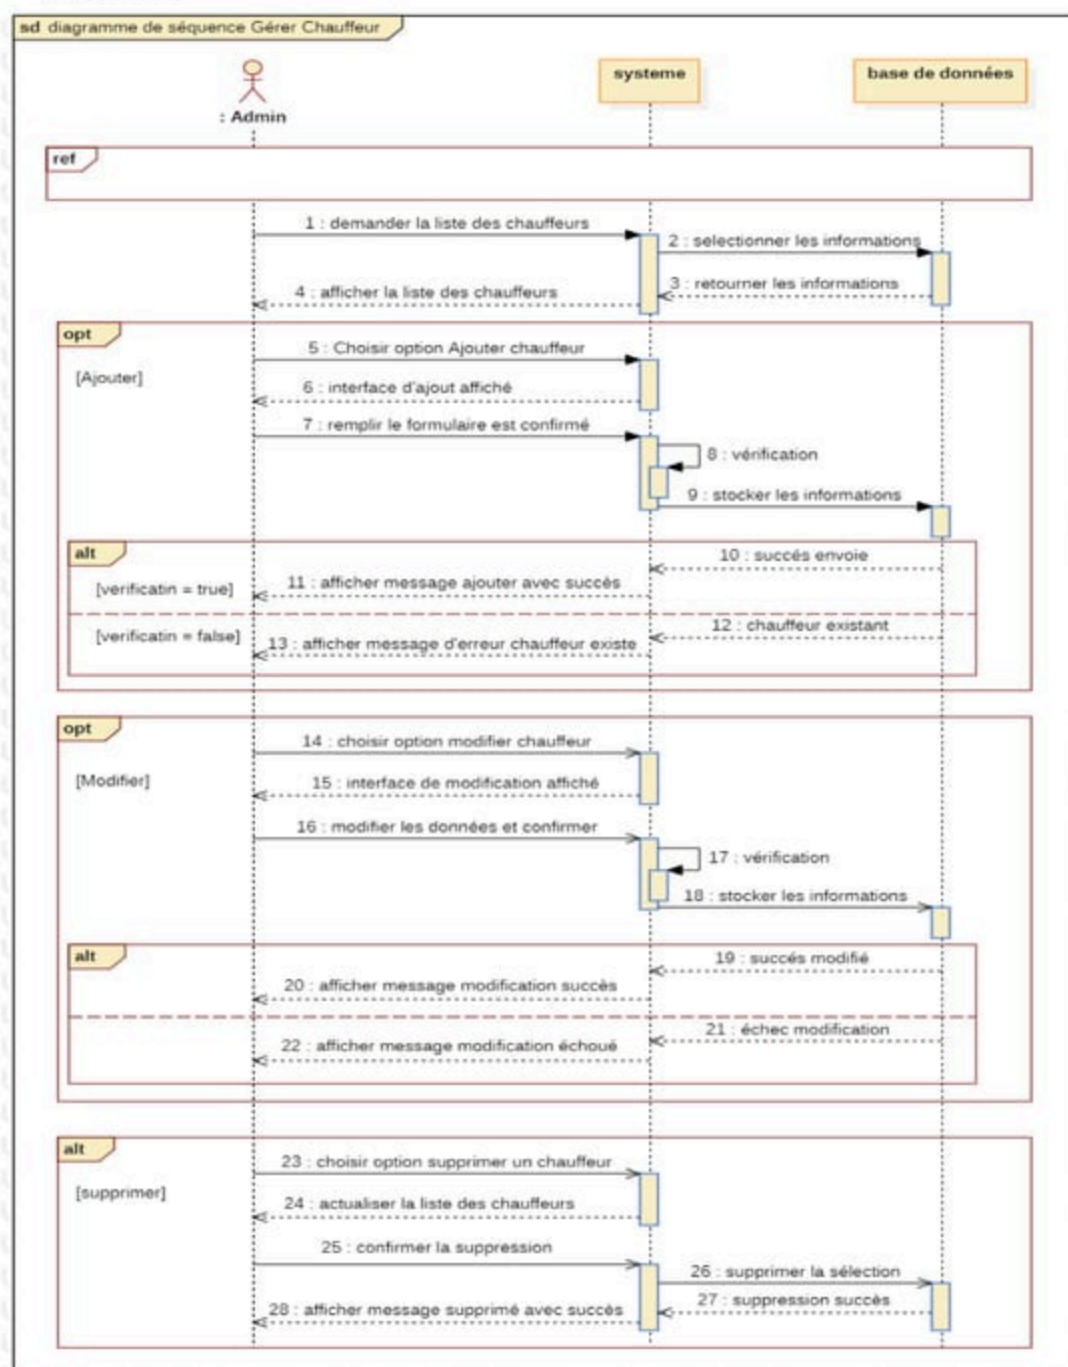 sd diagramme de séquence Gérer Chauffeur
systeme
base de données
: Admin
ref
1 : demander la liste des chauffeurs
2 : selectionner les informations
3 : retourner les informations
4 : afficher la liste des chauffeurs
opt
5 : Choisir option Ajouter chauffeur
[Ajouter]
6 : interface d'ajout affiché
7 : remplir le formulaire est confirmé
8 : vérification
9 : stocker les informations
alt
10 : succés envoie
[verificatin = true]
11 : afficher message ajouter avec succès
12 : chauffeur existant
[verificatin = false]
13 : afficher message d'erreur chauffeur existe
opt
14 : choisir option modifier chauffeur
[Modifier]
15 : interface de modification affiché
16 : modifier les données et confirmer
17 : vérification
18 : stocker les informations
alt
19 : succés modifié
20 : afficher message modification succès
21 : échec modification
22 : afficher message modification échoué
alt
23 : choisir option supprimer un chauffeur
[supprimer]
24 : actualiser la liste des chauffeurs
25 : confirmer la suppression
26 : supprimer la sélection
27 : suppression succès
28 : afficher message supprimé avec succès